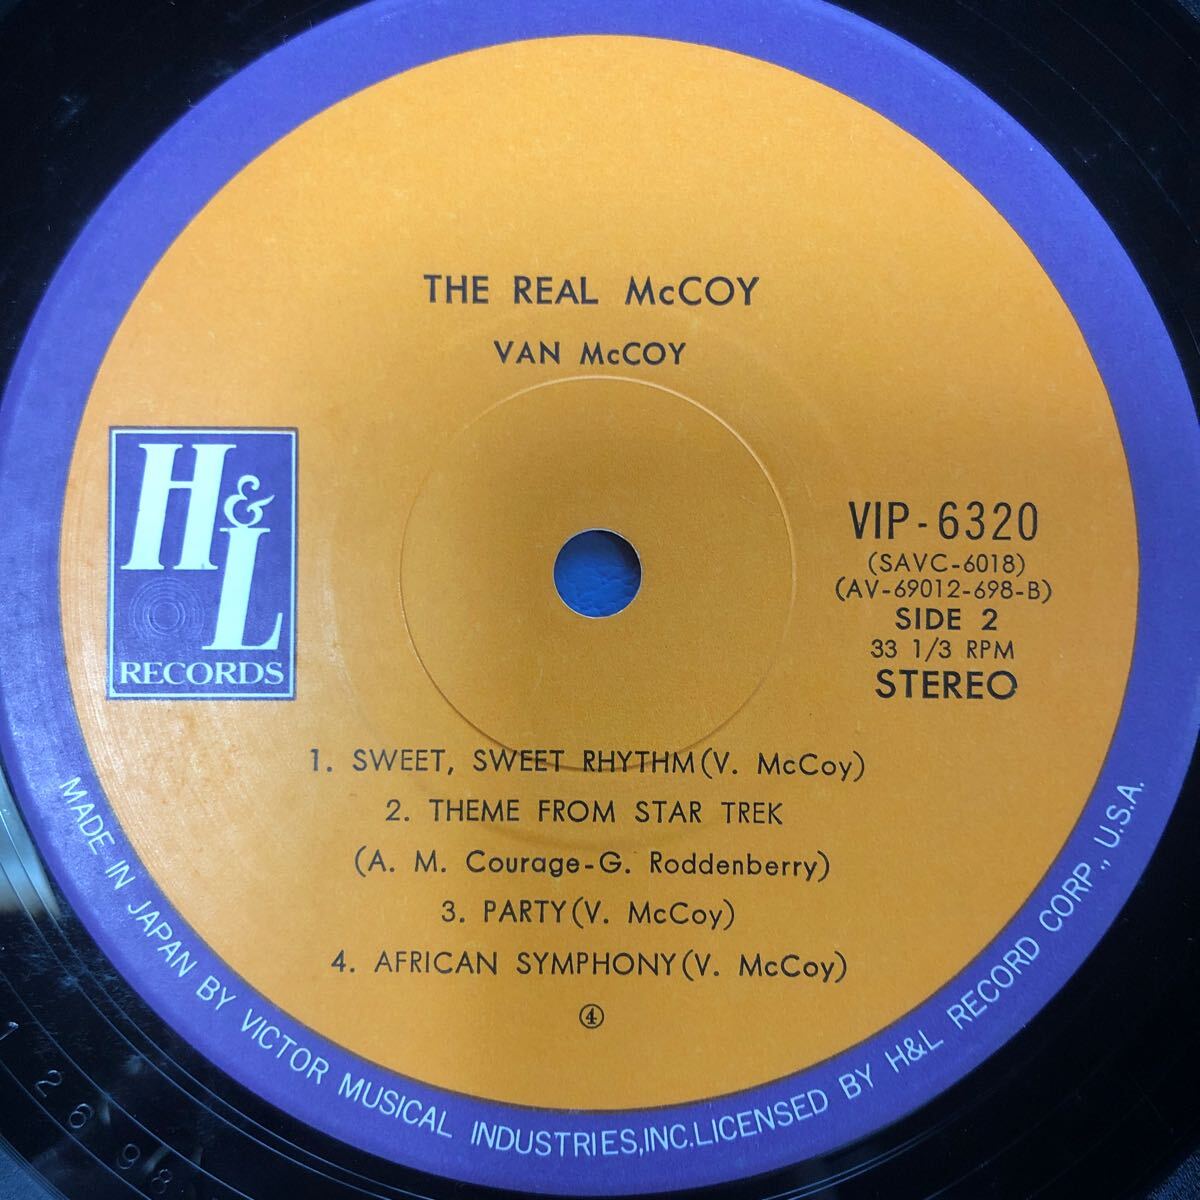 THE REAL McCOY
VAN McCOY
H&L
RECORDS
VIP-6320
(SAVC-6018)
(AV-69012-698-B)
SIDE 2
33 1/3 RPM
STEREO
1. SWEET, SWEET RHYTHM(V. McCoy)
2. THEME FROM STAR TREK
(A. M. Courage-G. Roddenberry)
3. PARTY(V. McCoy)
4. AFRICAN SYMPHONY(V. McCoy)
④
MADE IN JAPAN BY VICTOR MUSICAL INDUSTRIES,INC.LICENSED BY H&L RECORD CORP., U.S.A.
2698